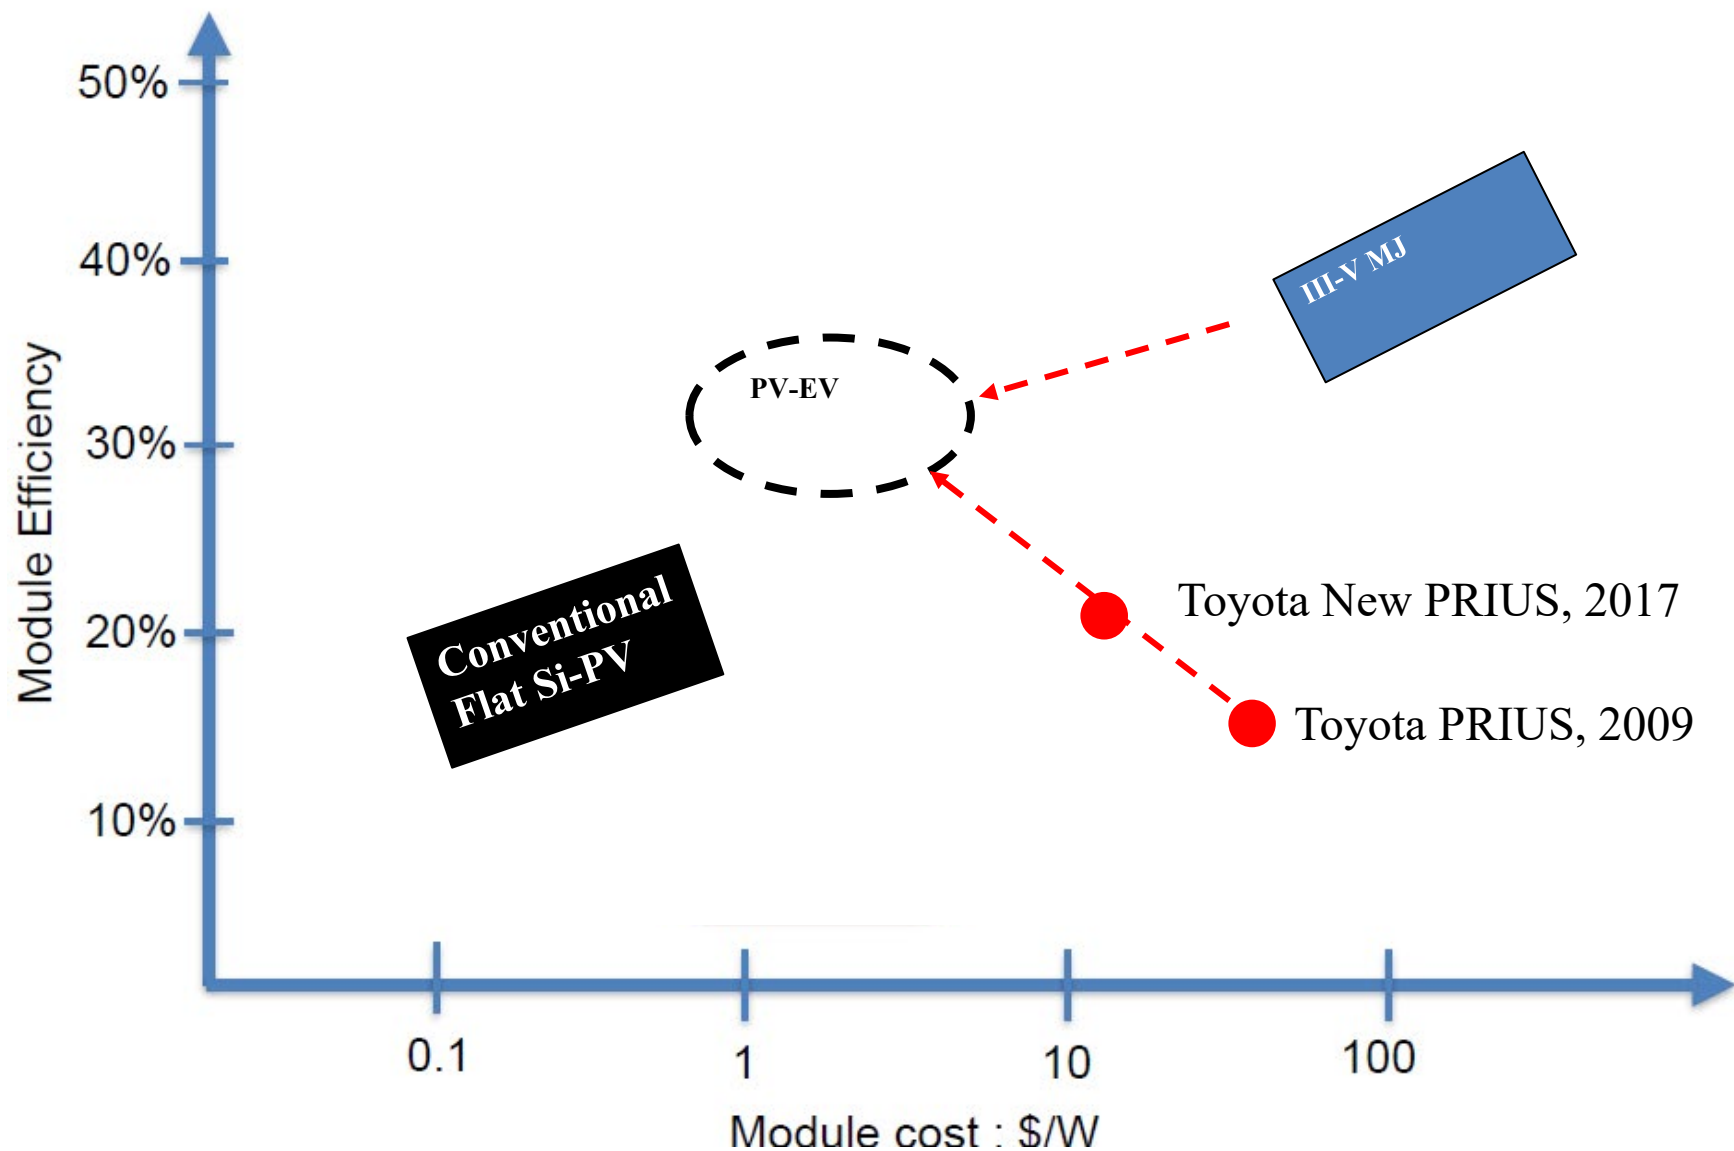 50%
40%
30%
20%
10%
Module Efficiency
III-V MJ
PV-EV
Conventional
Flat Si-PV
Toyota New PRIUS, 2017
Toyota PRIUS, 2009
0.1
1
10
100
Module cost : $/W